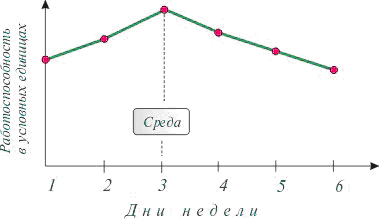 Работоспособность
в условных единицах
Среда
1 2 3 4 5 6
Дни недели